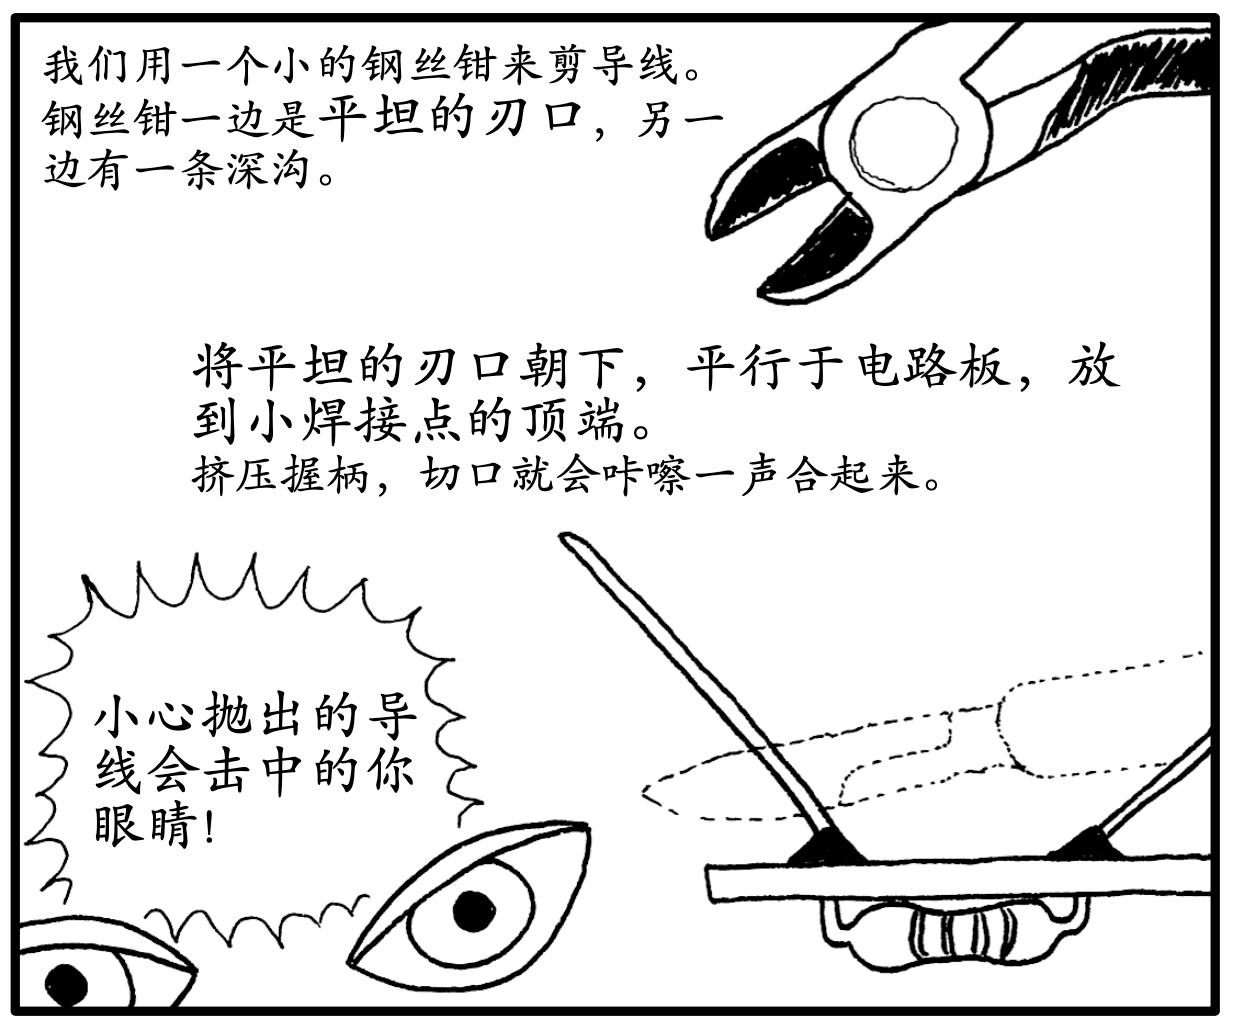 我们用一个小的钢丝钳来剪导线。
钢丝钳一边是平坦的刃口，另一
边有一条深沟。
将平坦的刃口朝下，平行于电路板，放
到小焊接点的顶端。
挤压握柄，切口就会咔嚓一声合起来。
小心抛出的导
线会击中的你
眼睛！